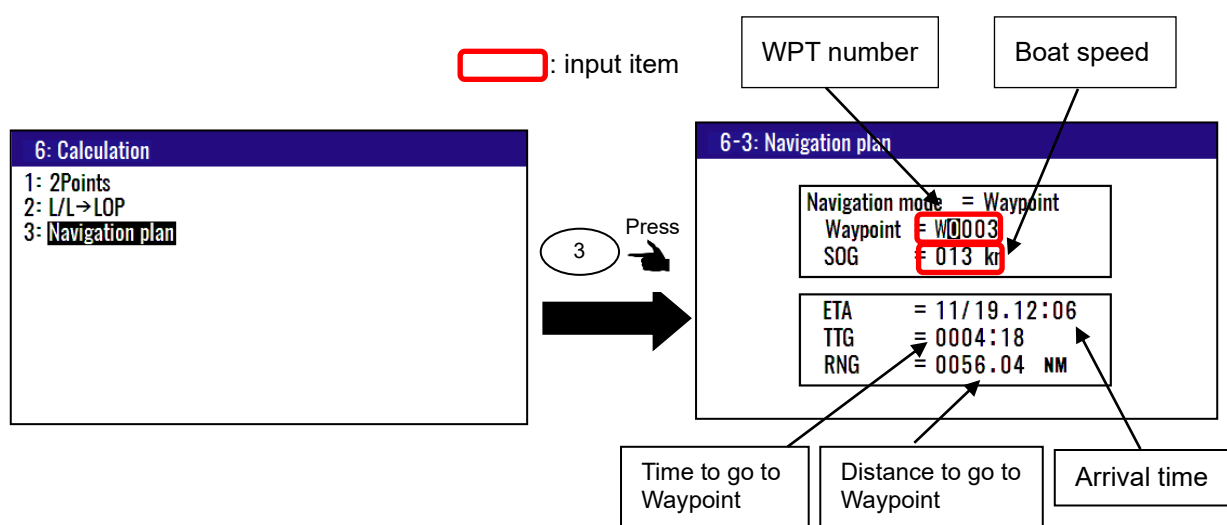 : input item
WPT number
Boat speed
6: Calculation
1: 2Points
2: L/L→LOP
3: Navigation plan
3
Press
6-3: Navigation plan
Navigation mode = Waypoint
Waypoint = W0003
SOG = 013 kn
ETA = 11/19.12:06
TTG = 0004:18
RNG = 0056.04 NM
Time to go to
Waypoint
Distance to go to
Waypoint
Arrival time